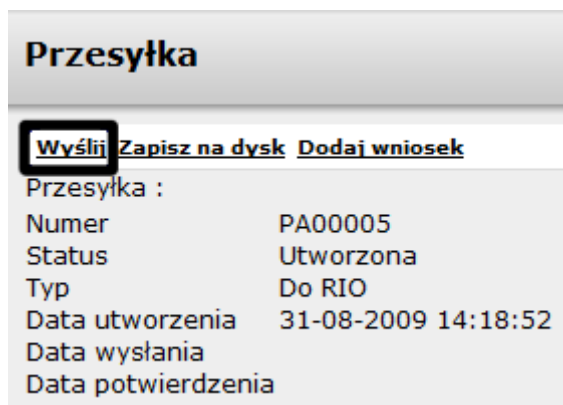 Przesyłka
Wyślij Zapisz na dysk Dodaj wniosek
Przesyłka :
Numer PA00005
Status Utworzona
Typ Do RIO
Data utworzenia 31-08-2009 14:18:52
Data wysłania
Data potwierdzenia